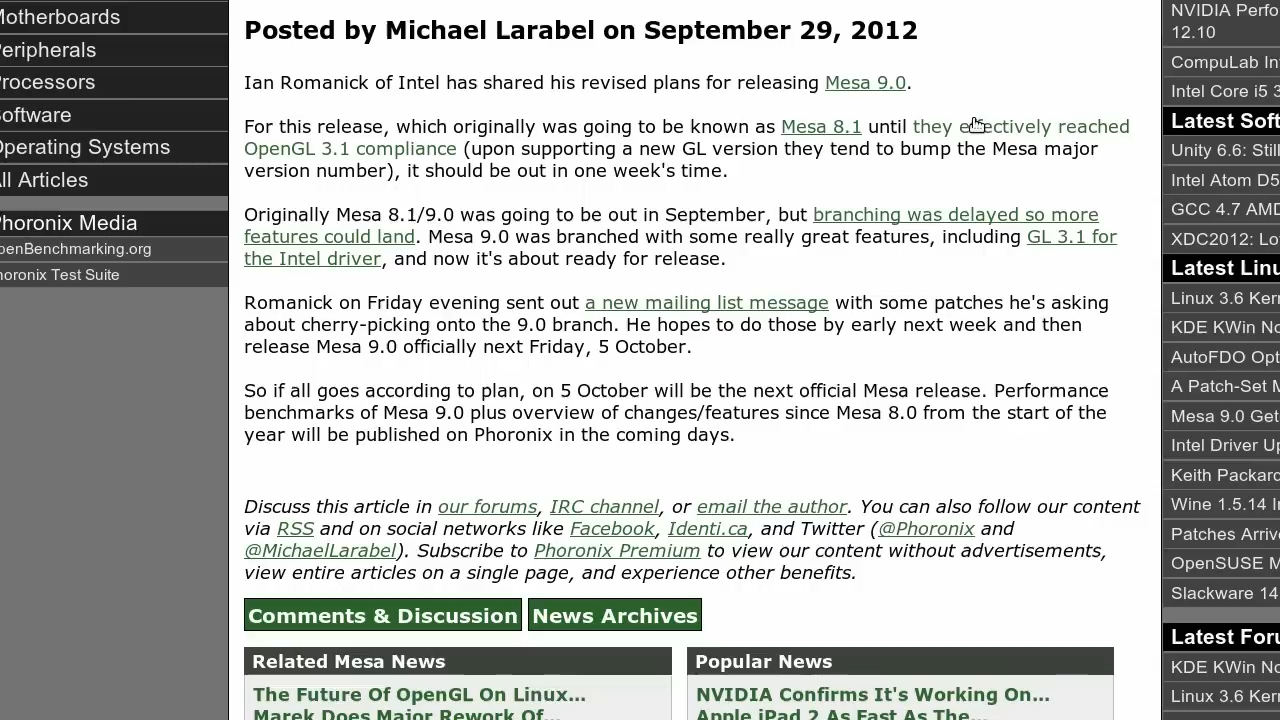 Motherboards
Peripherals
Processors
Software
Operating Systems
All Articles
Phoronix Media
OpenBenchmarking.org
Phoronix Test Suite
Posted by Michael Larabel on September 29, 2012
Ian Romanick of Intel has shared his revised plans for releasing Mesa 9.0.
For this release, which originally was going to be known as Mesa 8.1 until they effectively reached
OpenGL 3.1 compliance (upon supporting a new GL version they tend to bump the Mesa major
version number), it should be out in one week's time.
Originally Mesa 8.1/9.0 was going to be out in September, but branching was delayed so more
features could land. Mesa 9.0 was branched with some really great features, including GL 3.1 for
the Intel driver, and now it's about ready for release.
Romanick on Friday evening sent out a new mailing list message with some patches he's asking
about cherry-picking onto the 9.0 branch. He hopes to do those by early next week and then
release Mesa 9.0 officially next Friday, 5 October.
So if all goes according to plan, on 5 October will be the next official Mesa release. Performance
benchmarks of Mesa 9.0 plus overview of changes/features since Mesa 8.0 from the start of the
year will be published on Phoronix in the coming days.
Discuss this article in our forums, IRC channel, or email the author. You can also follow our content
via RSS and on social networks like Facebook, Identi.ca, and Twitter (@Phoronix and
@MichaelLarabel). Subscribe to Phoronix Premium to view our content without advertisements,
view entire articles on a single page, and experience other benefits.
Comments & Discussion News Archives
Related Mesa News
The Future Of OpenGL On Linux...
Marek Does Major Rework Of...
Popular News
NVIDIA Confirms It's Working On...
Apple iPad 2 As Fast As The...
NVIDIA Perfo
12.10
CompuLab In
Intel Core i5 3
Latest Soft
Unity 6.6: Still
Intel Atom D5
GCC 4.7 AMD
XDC2012: Lo
Latest Linu
Linux 3.6 Ker
KDE KWin No
AutoFDO Opt
A Patch-Set M
Mesa 9.0 Get
Intel Driver Up
Keith Packard
Wine 1.5.14 I
Patches Arriv
OpenSUSE M
Slackware 14
Latest Foru
KDE KWin No
Linux 3.6 Ker